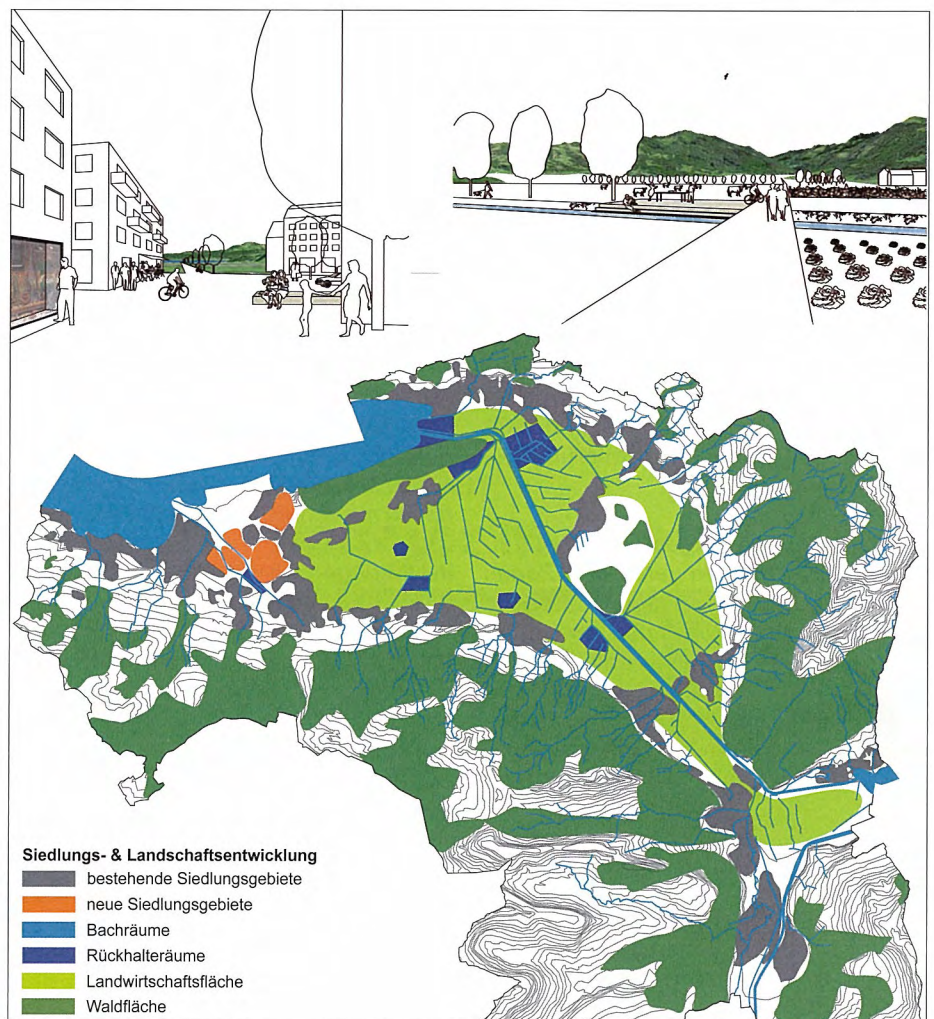 Siedlungs- & Landschaftsentwicklung
bestehende Siedlungsgebiete
neue Siedlungsgebiete
Bachräume
Rückhalteräume
Landwirtschaftsfläche
Waldfläche